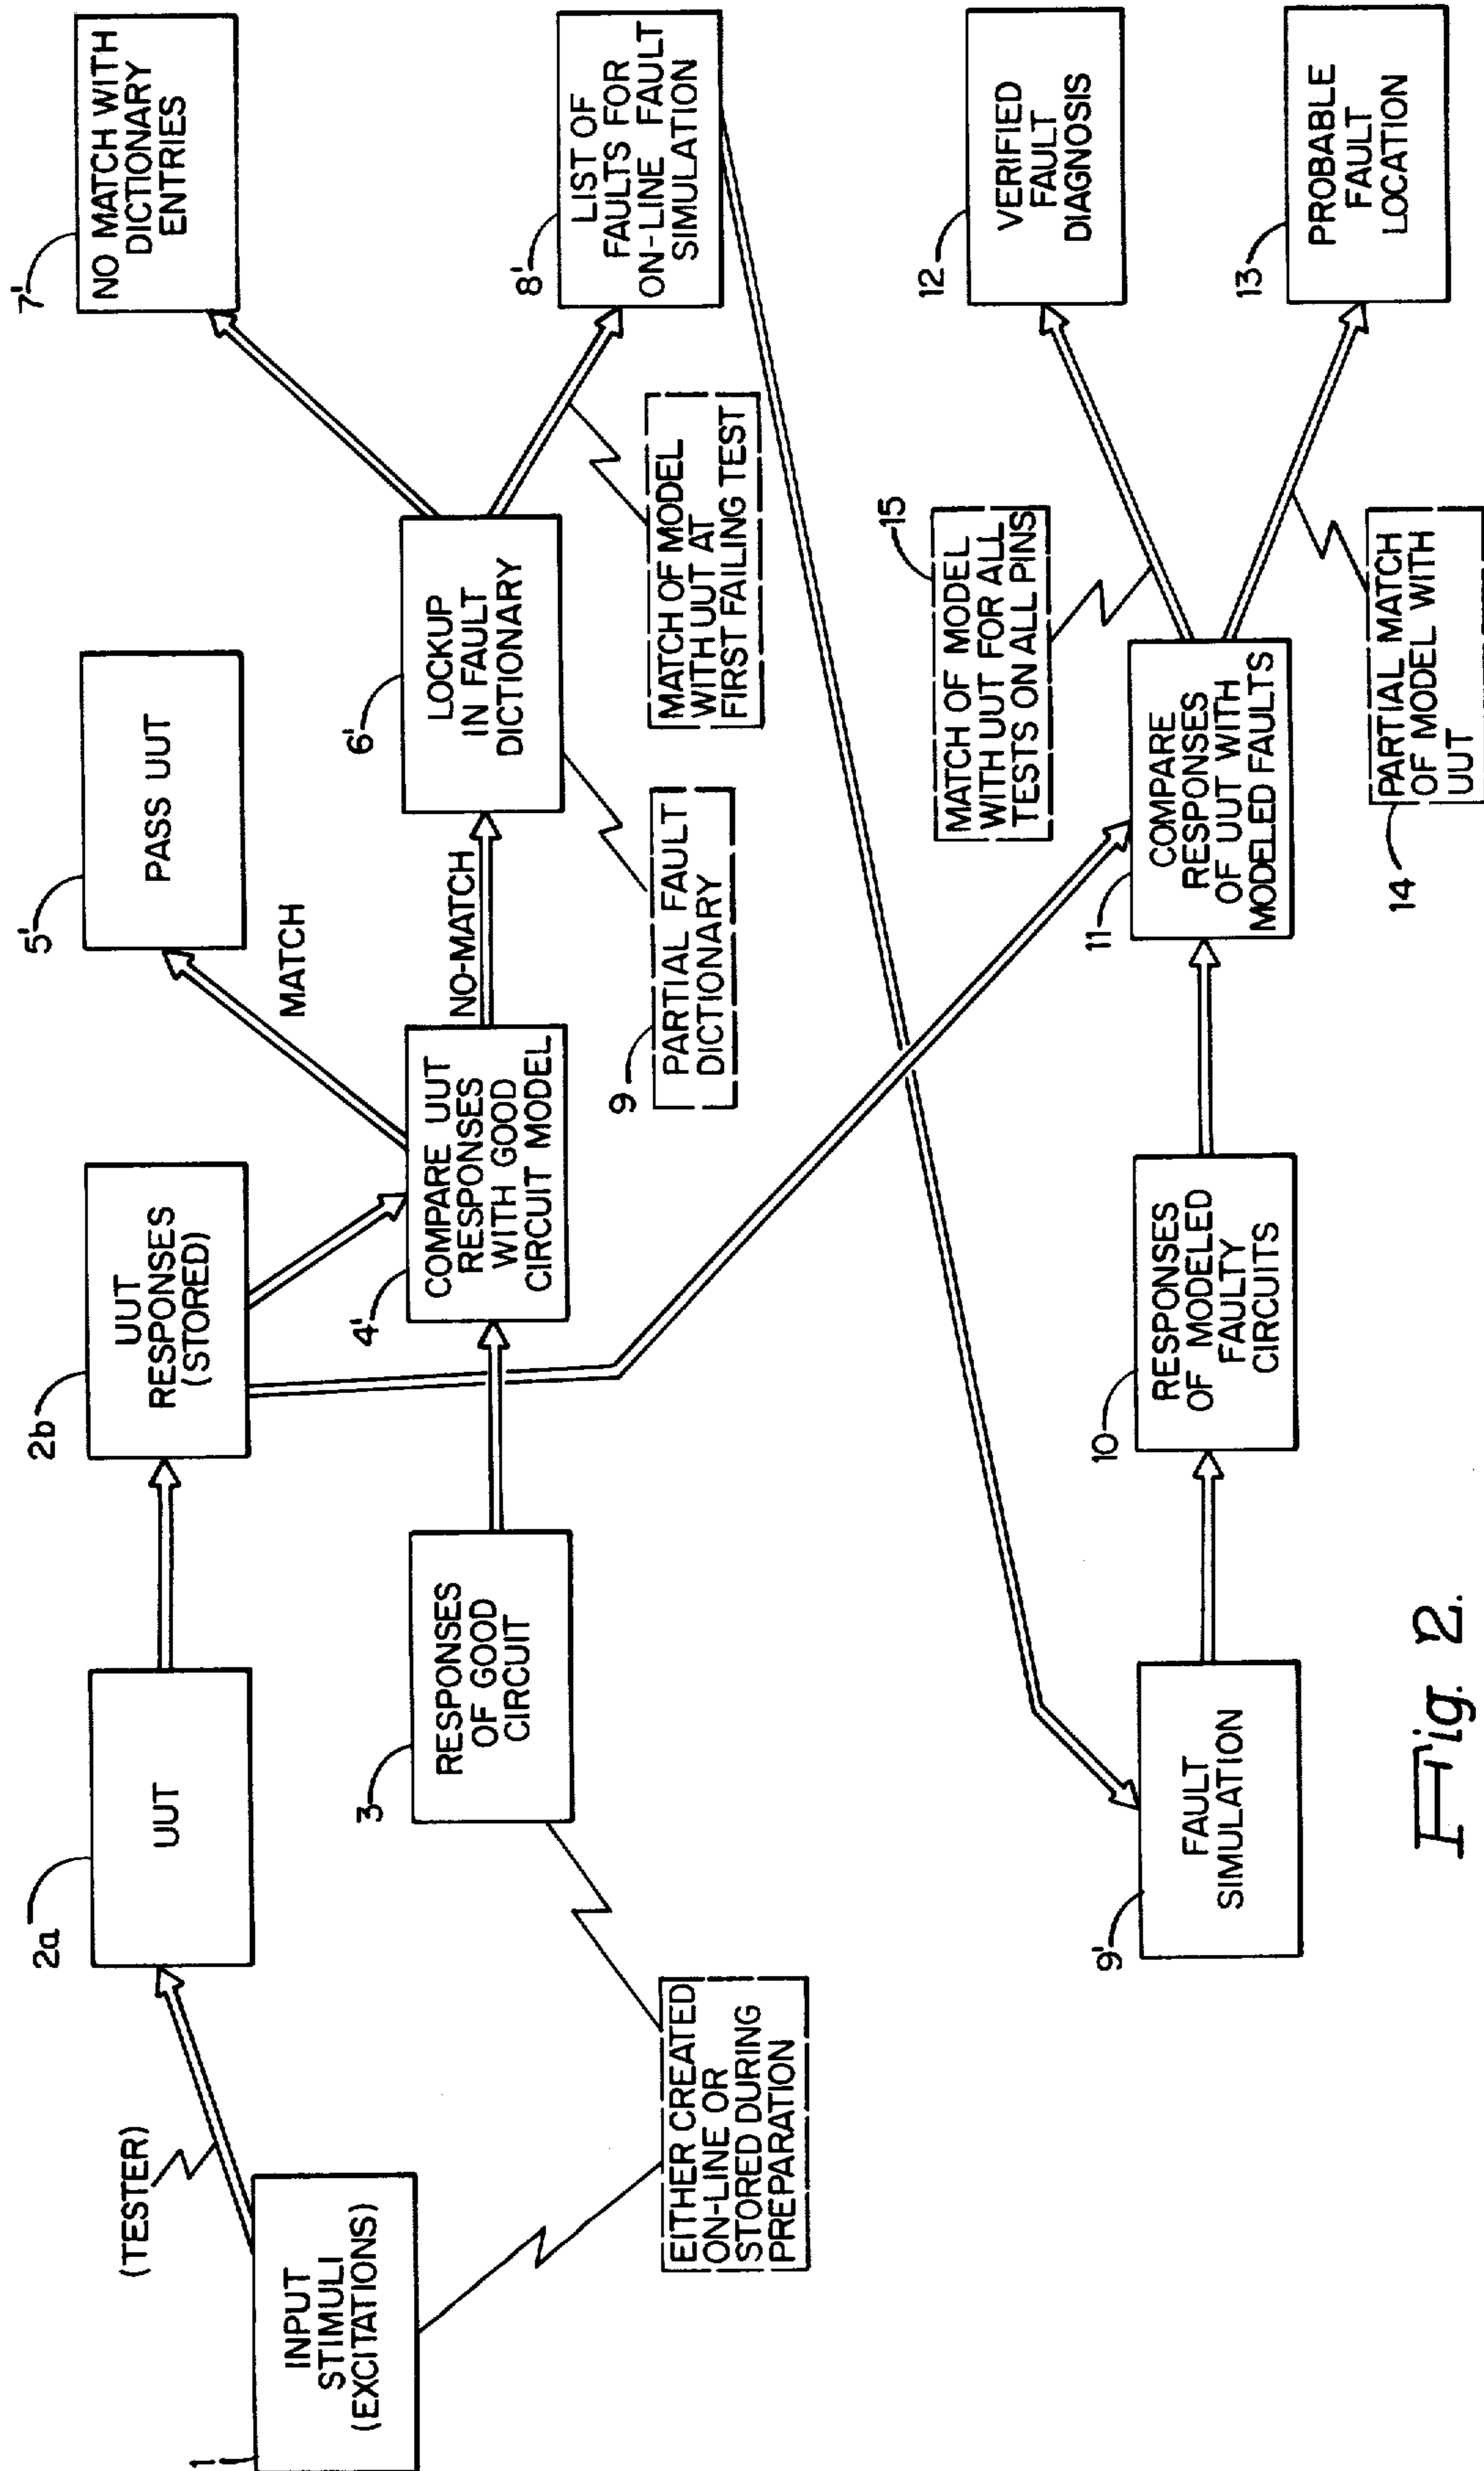 1
INPUT
STIMULI
(EXCITATIONS)
(TESTER)
2a
UUT
2b
UUT
RESPONSES
(STORED)
3
RESPONSES
OF GOOD
CIRCUIT
EITHER CREATED
ON-LINE OR
STORED DURING
PREPARATION
4'
COMPARE UUT
RESPONSES
WITH GOOD
CIRCUIT MODEL
MATCH
5'
PASS UUT
NO-MATCH
6'
LOCKUP
IN FAULT
DICTIONARY
9
PARTIAL FAULT
DICTIONARY
7'
NO MATCH WITH
DICTIONARY
ENTRIES
MATCH OF MODEL
WITH UUT AT
FIRST FAILING TEST
8'
LIST OF
FAULTS FOR
ON-LINE FAULT
SIMULATION
9'
FAULT
SIMULATION
10
RESPONSES
OF MODELED
FAULTY
CIRCUITS
11
COMPARE
RESPONSES
OF UUT WITH
MODELED FAULTS
15
MATCH OF MODEL
WITH UUT FOR ALL
TESTS ON ALL PINS
12
VERIFIED
FAULT
DIAGNOSIS
14
PARTIAL MATCH
OF MODEL WITH
UUT
13
PROBABLE
FAULT
LOCATION
Fig. 2.